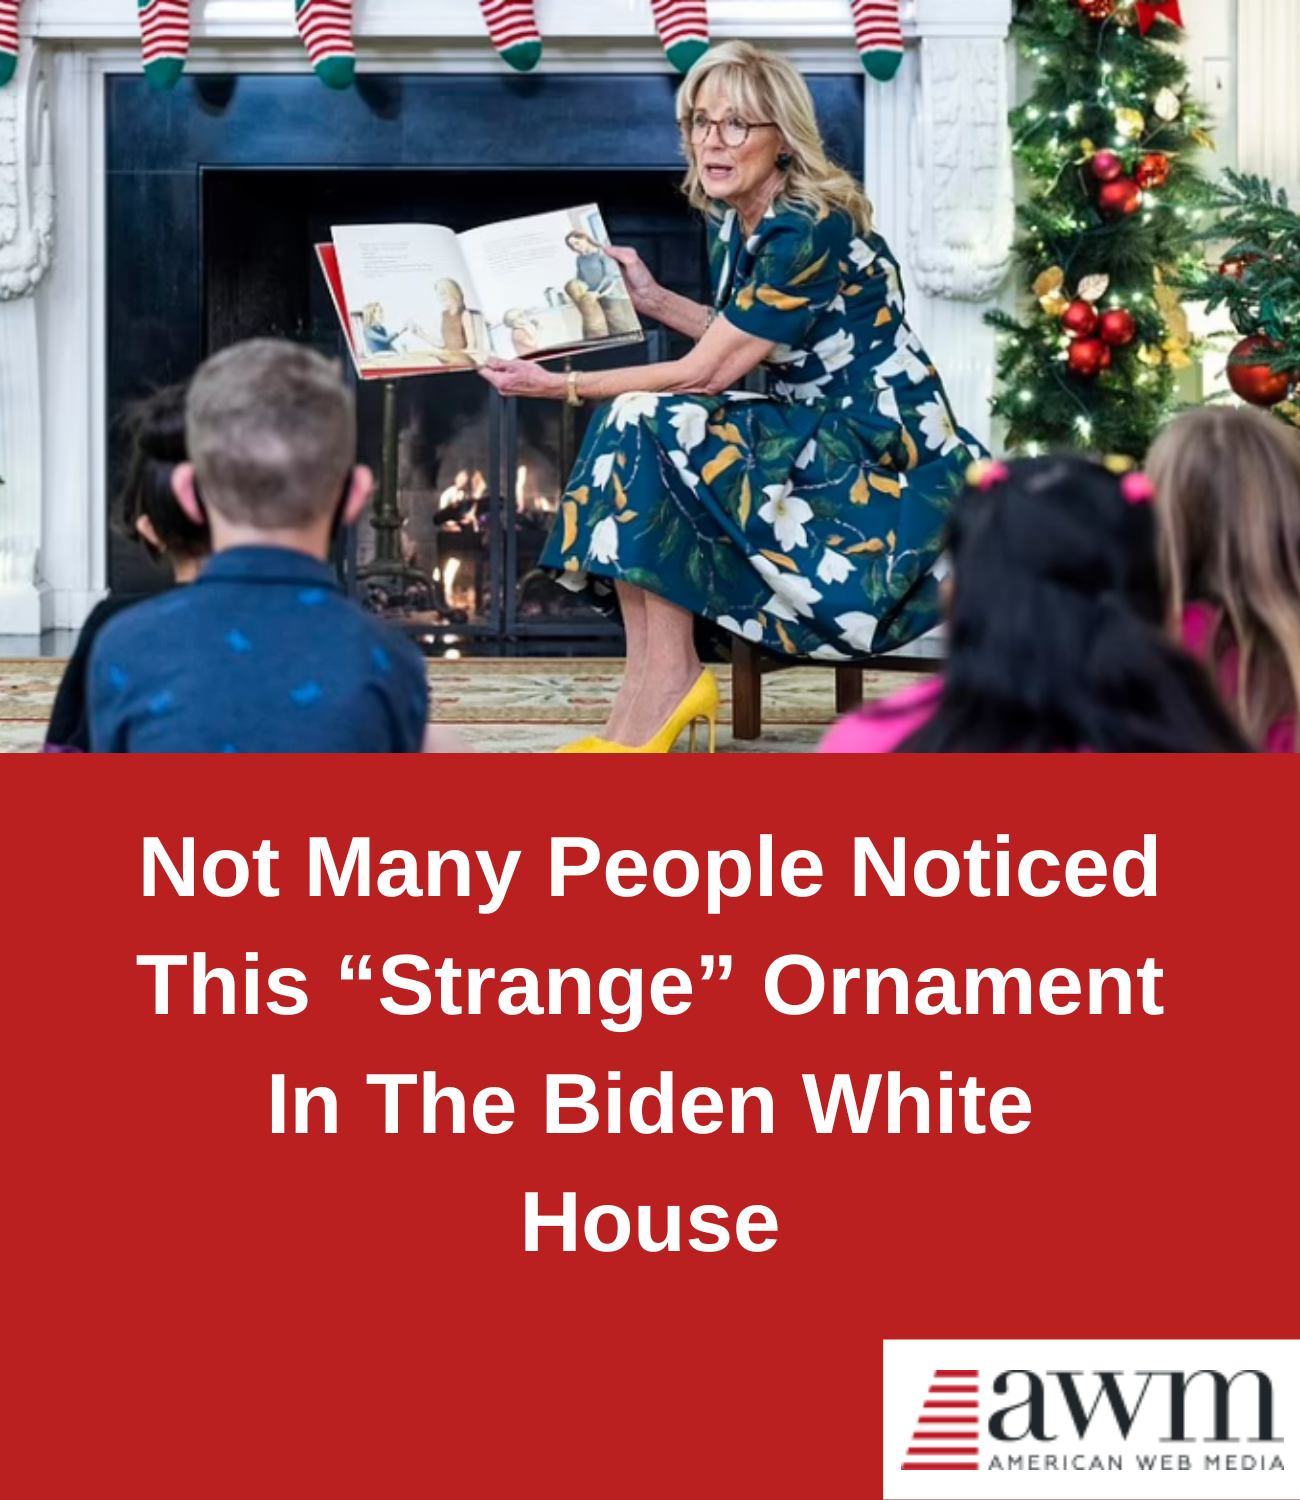 Not Many People Noticed
This “Strange” Ornament
In The Biden White
House
awm
AMERICAN WEB MEDIA